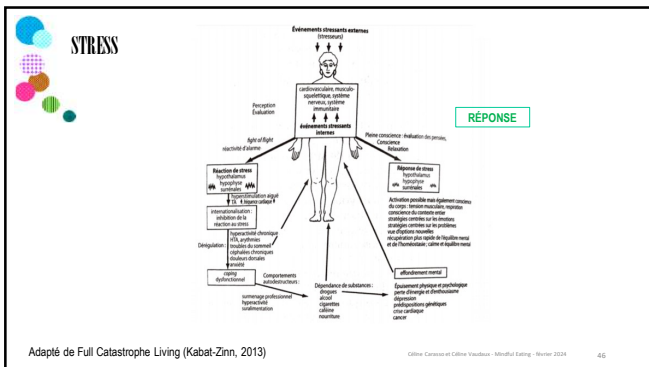 STRESS
Événements stressants externes
(stresseurs)
cardiovasculaire, musculo-
squelettique, système
nerveux, système
immunitaire
événements stressants
internes
Perception
Évaluation
RÉPONSE
fight of flight
réactivité d'alarme
Pleine conscience : évaluation des pensées,
Conscience
Relaxation
Réaction de stress
hypothalamus
hypophyse
surrénales
Réponse de stress
hypothalamus
hypophyse
surrénales
hyperstimulation aiguë
TA fréquence cardiaque
Internationalisation :
inhibition de la
réaction au stress
Activation possible mais également conscience
du corps : tension musculaire, respiration
conscience du contexte entier
stratégies centrées sur les émotions
stratégies centrées sur les problèmes
vue d'options nouvelles
récupération plus rapide de l'équilibre mental
et de l'homéostasie ; calme et équilibre mental
Dérégulation :
hyperactivité chronique
HTA, arythmies
troubles du sommeil
céphalées chroniques
douleurs dorsales
anxiété
coping
dysfonctionnel
Comportements
autodestructeurs :
surmenage professionnel
hyperactivité
suralimentation
Dépendance de substances :
drogues
alcool
cigarettes
caféine
nourriture
effondrement mental
Épuisement physique et psychologique
perte d'énergie et d'enthousiasme
dépression
prédispositions génétiques
crise cardiaque
cancer
Adapté de Full Catastrophe Living (Kabat-Zinn, 2013)
Céline Carasso et Céline Vaudaux - Mindful Eating - février 2024
46